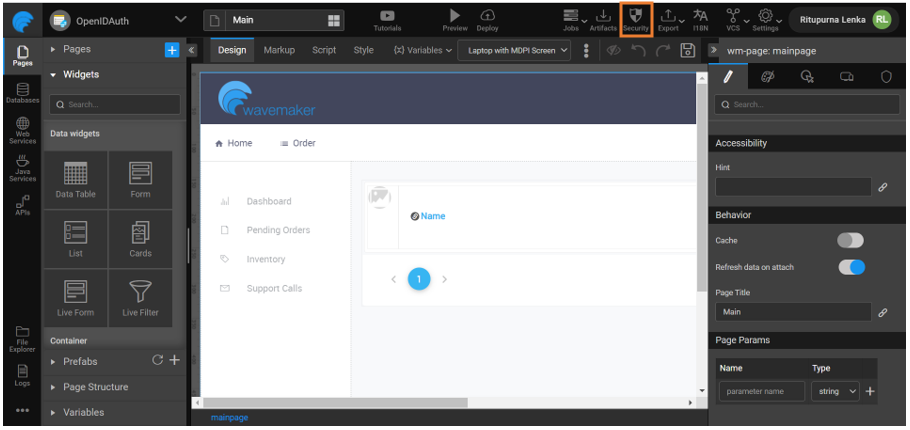 OpenIDAuth
Main
Tutorials
Preview
Deploy
Jobs
Artifacts
Security
Export
I18N
VCS
Settings
Ritupurna Lenka
RL
Pages
Databases
Web
Services
Java
Services
APIs
File
Explorer
Logs
Pages
Widgets
Search...
Data widgets
Data Table
Form
List
Cards
Live Form
Live Filter
Container
Prefabs
Page Structure
Variables
Design
Markup
Script
Style
{x} Variables
Laptop with MDPI Screen
wavemaker
Home
Order
Dashboard
Pending Orders
Inventory
Support Calls
Name
1
mainpage
wm-page: mainpage
Search...
Accessibility
Hint
Behavior
Cache
Refresh data on attach
Page Title
Main
Page Params
Name Type
parameter name string